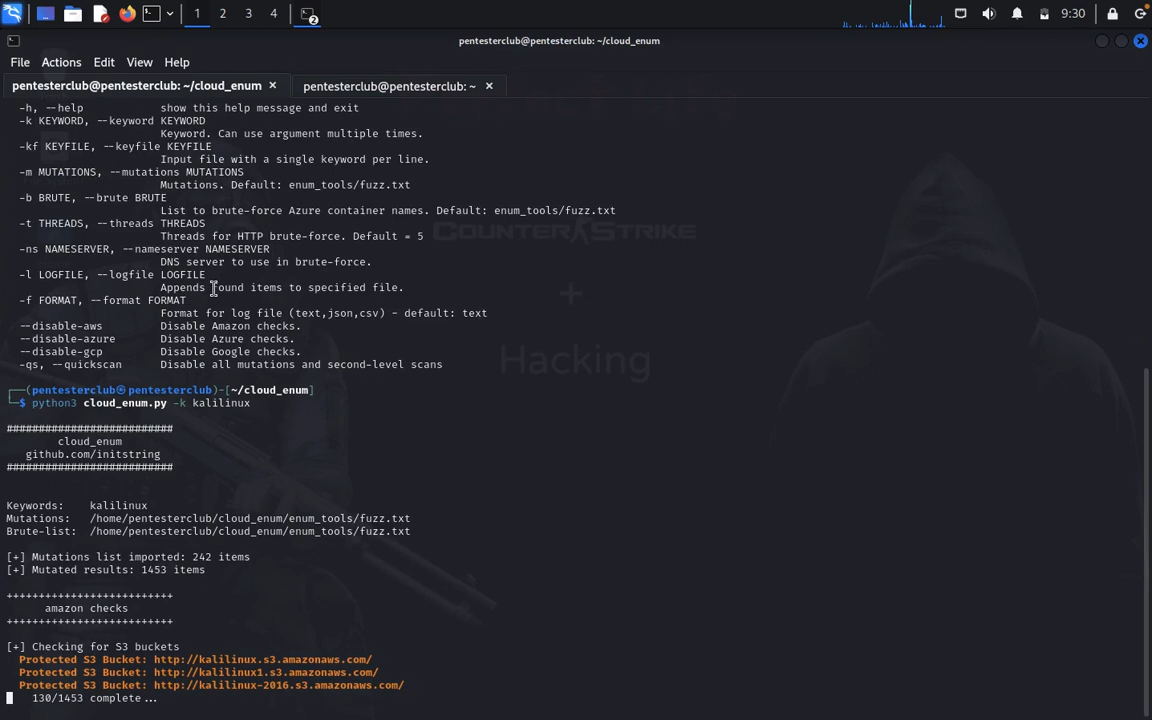 1 2 3 4 2 9:30
pentesterclub@pentesterclub: ~/cloud_enum
File Actions Edit View Help
pentesterclub@pentesterclub: ~/cloud_enum × pentesterclub@pentesterclub: ~ ×
-h, --help show this help message and exit
-k KEYWORD, --keyword KEYWORD
Keyword. Can use argument multiple times.
-kf KEYFILE, --keyfile KEYFILE
Input file with a single keyword per line.
-m MUTATIONS, --mutations MUTATIONS
Mutations. Default: enum_tools/fuzz.txt
-b BRUTE, --brute BRUTE
List to brute-force Azure container names. Default: enum_tools/fuzz.txt
-t THREADS, --threads THREADS
Threads for HTTP brute-force. Default = 5
COUNTER STRIKE
-ns NAMESERVER, --nameserver NAMESERVER
DNS server to use in brute-force.
-l LOGFILE, --logfile LOGFILE
Appends found items to specified file.
+
-f FORMAT, --format FORMAT
Format for log file (text,json,csv) - default: text
--disable-aws Disable Amazon checks.
--disable-azure Disable Azure checks.
--disable-gcp Disable Google checks.
Hacking
-qs, --quickscan Disable all mutations and second-level scans
┌──(pentesterclub㉿pentesterclub)-[~/cloud_enum]
└─$ python3 cloud_enum.py -k kalilinux
##########################
cloud_enum
github.com/initstring
##########################
Keywords: kalilinux
Mutations: /home/pentesterclub/cloud_enum/enum_tools/fuzz.txt
Brute-list: /home/pentesterclub/cloud_enum/enum_tools/fuzz.txt
[+] Mutations list imported: 242 items
[+] Mutated results: 1453 items
++++++++++++++++++++++++++
amazon checks
++++++++++++++++++++++++++
[+] Checking for S3 buckets
Protected S3 Bucket: http://kalilinux.s3.amazonaws.com/
Protected S3 Bucket: http://kalilinux1.s3.amazonaws.com/
Protected S3 Bucket: http://kalilinux-2016.s3.amazonaws.com/
130/1453 complete...